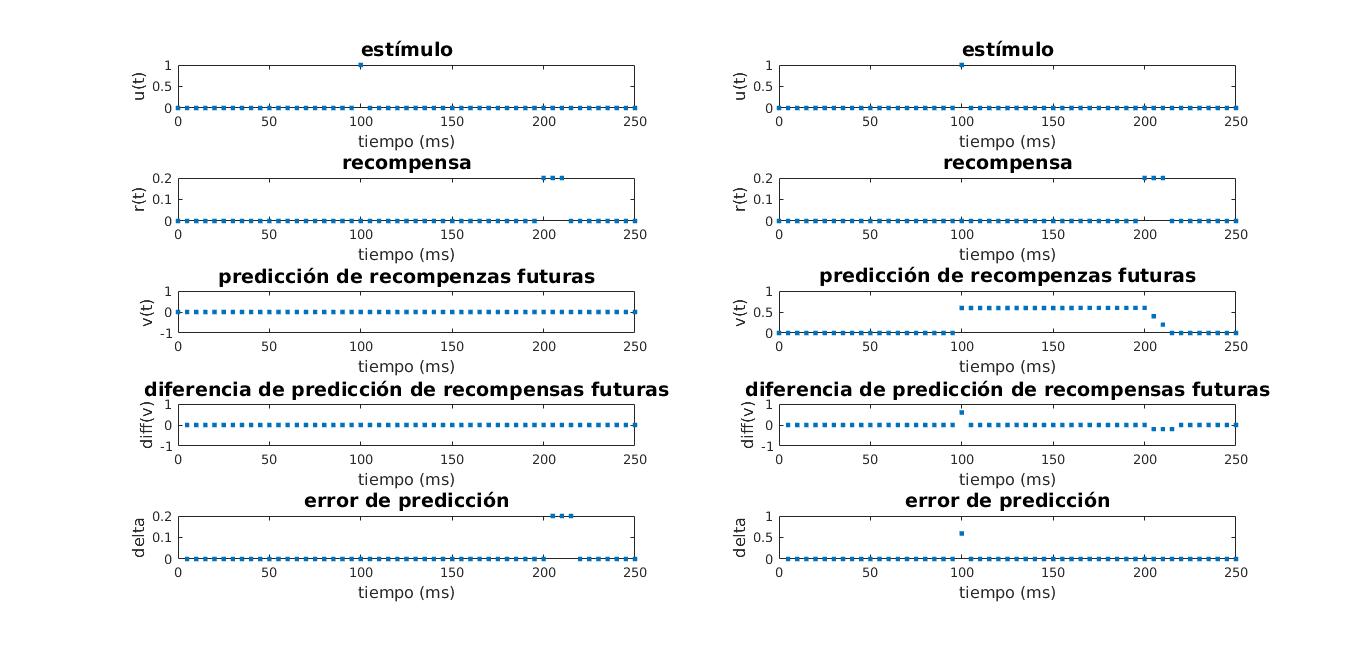 estímulo
u(t)
1
0.5
0
0 50 100 150 200 250
tiempo (ms)
recompensa
r(t)
0.2
0.1
0
0 50 100 150 200 250
tiempo (ms)
predicción de recompenzas futuras
v(t)
1
0
-1
0 50 100 150 200 250
tiempo (ms)
diferencia de predicción de recompensas futuras
diff(v)
1
0
-1
0 50 100 150 200 250
tiempo (ms)
error de predicción
delta
0.2
0.1
0
0 50 100 150 200 250
tiempo (ms)
estímulo
u(t)
1
0.5
0
0 50 100 150 200 250
tiempo (ms)
recompensa
r(t)
0.2
0.1
0
0 50 100 150 200 250
tiempo (ms)
predicción de recompenzas futuras
v(t)
1
0.5
0
0 50 100 150 200 250
tiempo (ms)
diferencia de predicción de recompensas futuras
diff(v)
1
0
-1
0 50 100 150 200 250
tiempo (ms)
error de predicción
delta
1
0.5
0
0 50 100 150 200 250
tiempo (ms)